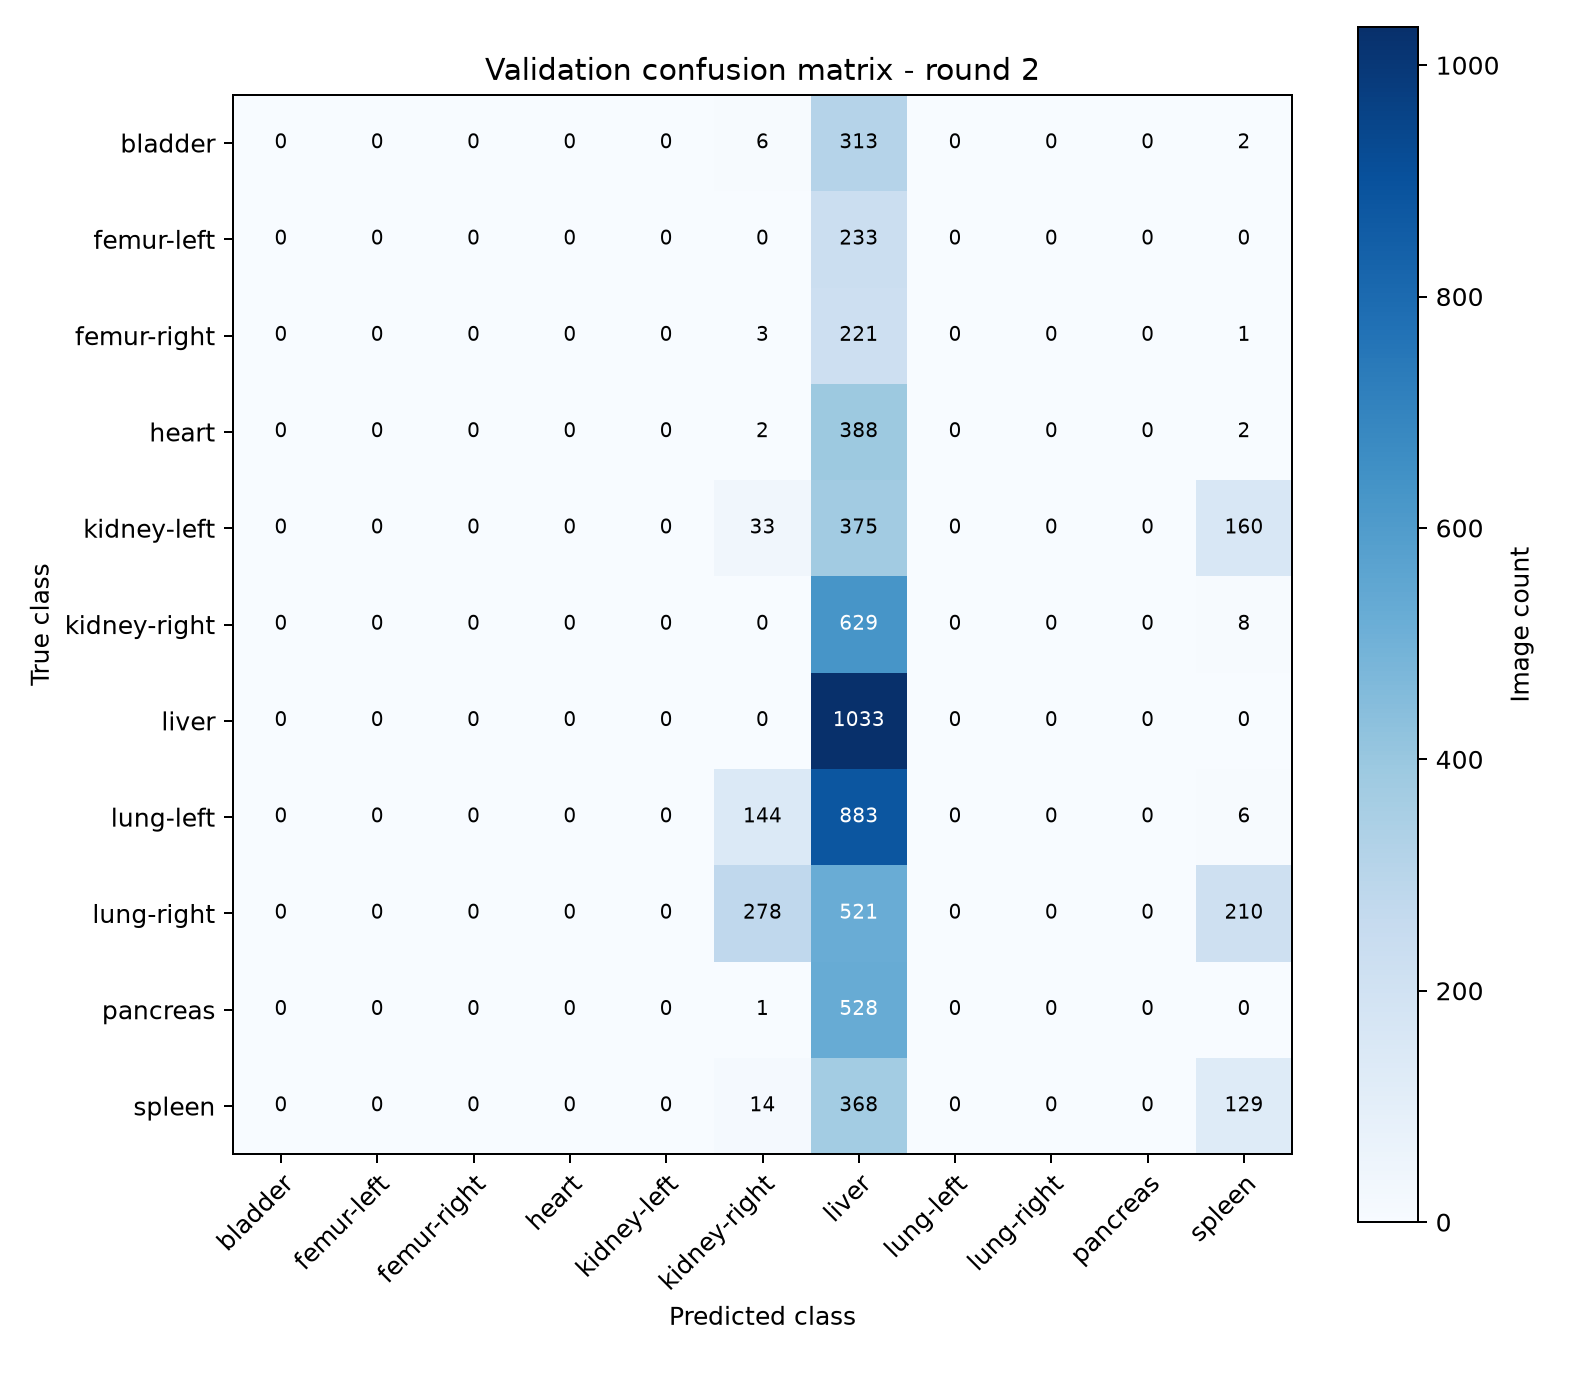 Validation confusion matrix - round 2
bladder 0 0 0 0 0 6 313 0 0 0 2
femur-left 0 0 0 0 0 0 233 0 0 0 0
femur-right 0 0 0 0 0 3 221 0 0 0 1
heart 0 0 0 0 0 2 388 0 0 0 2
kidney-left 0 0 0 0 0 33 375 0 0 0 160
kidney-right 0 0 0 0 0 0 629 0 0 0 8
liver 0 0 0 0 0 0 1033 0 0 0 0
lung-left 0 0 0 0 0 144 883 0 0 0 6
lung-right 0 0 0 0 0 278 521 0 0 0 210
pancreas 0 0 0 0 0 1 528 0 0 0 0
spleen 0 0 0 0 0 14 368 0 0 0 129
True class
bladder femur-left femur-right heart kidney-left kidney-right liver lung-left lung-right pancreas spleen
Predicted class
1000
800
600
400
200
0
Image count